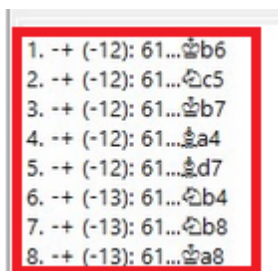 1. -+ (-12): 61...♔b6
2. -+ (-12): 61...♘c5
3. -+ (-12): 61...♔b7
4. -+ (-12): 61...♗a4
5. -+ (-12): 61...♗d7
6. -+ (-13): 61...♘b4
7. -+ (-13): 61...♘b8
8. -+ (-13): 61...♔a8